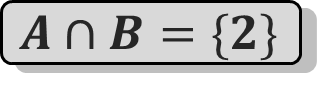 A ∩ B = {2}